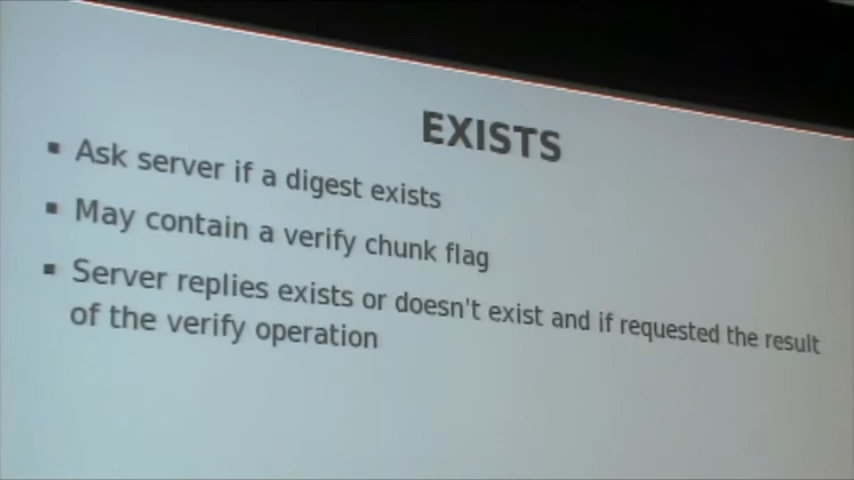 EXISTS
▪ Ask server if a digest exists
▪ May contain a verify chunk flag
▪ Server replies exists or doesn't exist and if requested the result
of the verify operation